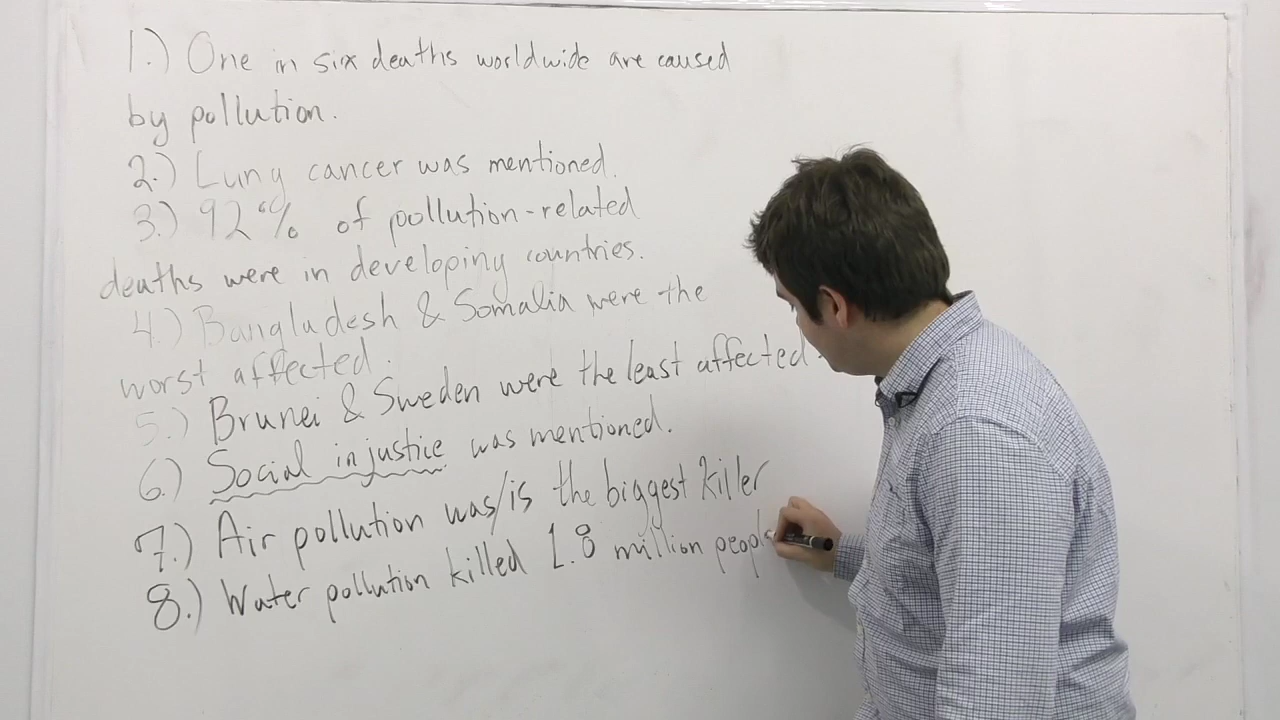 1.) One in six deaths worldwide are caused
by pollution.
2.) Lung cancer was mentioned.
3.) 92% of pollution-related
deaths were in developing countries.
4.) Bangladesh & Somalia were the
worst affected.
5.) Brunei & Sweden were the least affected.
6.) Social injustice was mentioned.
7.) Air pollution was/is the biggest killer
8.) Water pollution killed 1.8 million people